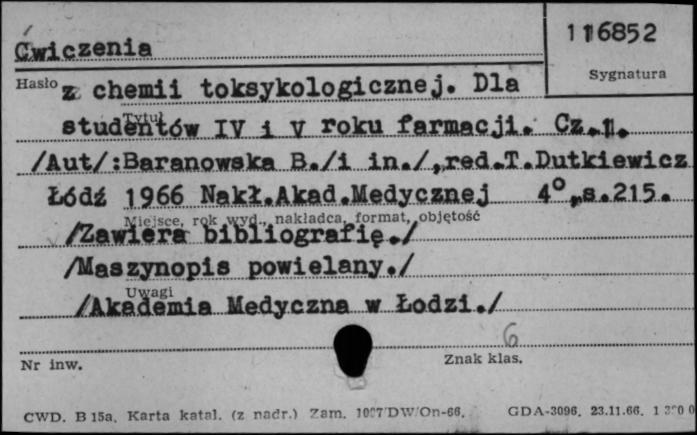 116852
Ćwiczenia
Sygnatura
Hasło z chemii toksykologicznej. Dla
Tytuł
studentów IV i V roku farmacji. Cz.1.
/Aut/:Baranowska B./i in./,red.T.Dutkiewicz
Łódź 1966 Nakł.Akad.Medycznej 4°,s.215.
Miejsce, rok wyd., nakładca, format, objętość
/Zawiera bibliografię./
/Maszynopis powielany./
Uwagi
/Akademia Medyczna w Łodzi./
6
Nr inw. Znak klas.
CWD. B 15a. Karta katal. (z nadr.) Zam. DW/On-66. GDA-3096. 23.11.66.